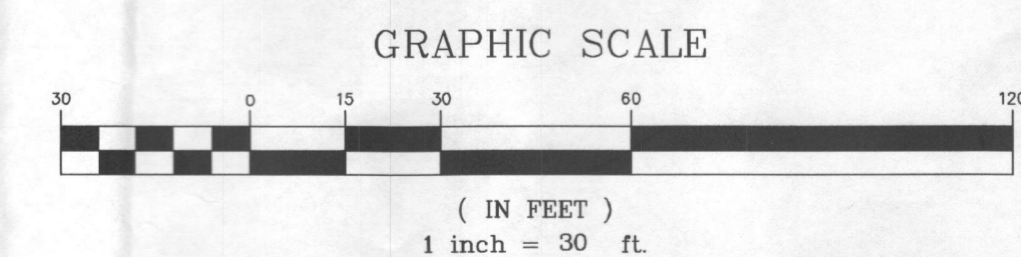 GRAPHIC SCALE
30 0 15 30 60 120
( IN FEET )
1 inch = 30 ft.